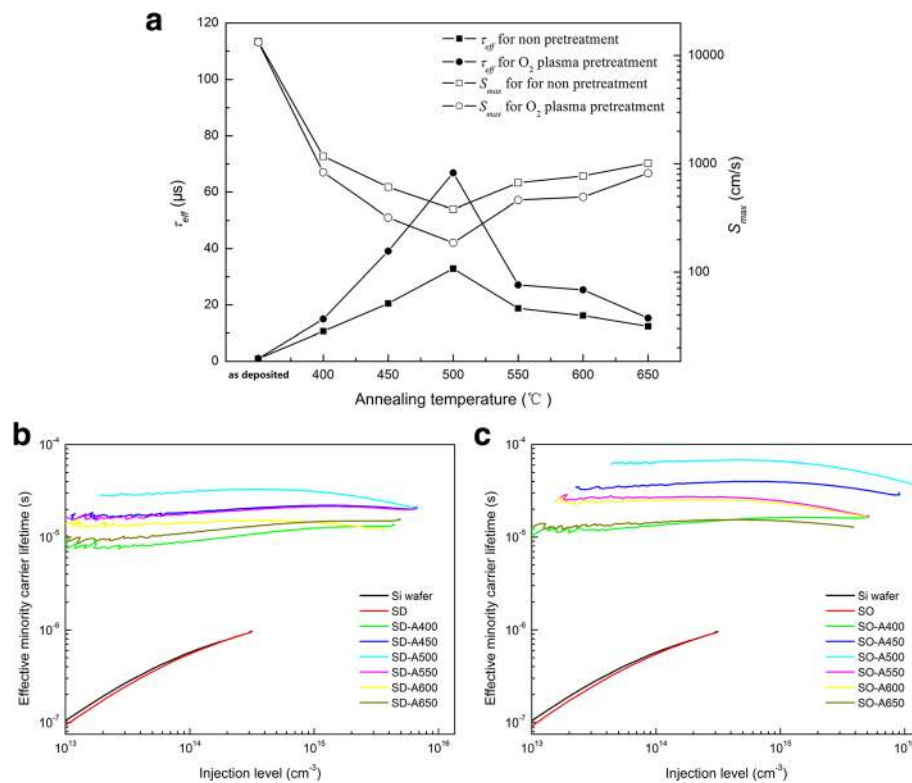 a
τeff for non pretreatment
τeff for O2 plasma pretreatment
Smax for for non pretreatment
Smax for O2 plasma pretreatment
120
100
80
60
40
20
0
τeff (μs)
10000
1000
100
Smax (cm/s)
as deposited 400 450 500 550 600 650
Annealing temperature (℃)
b
10-4
10-5
10-6
10-7
Effective minority carrier lifetime (s)
Si wafer
SD
SD-A400
SD-A450
SD-A500
SD-A550
SD-A600
SD-A650
1013 1014 1015 1016
Injection level (cm-3)
c
10-4
10-5
10-6
10-7
Effective minority carrier lifetime (s)
Si wafer
SO
SO-A400
SO-A450
SO-A500
SO-A550
SO-A600
SO-A650
1013 1014 1015
Injection level (cm-3)